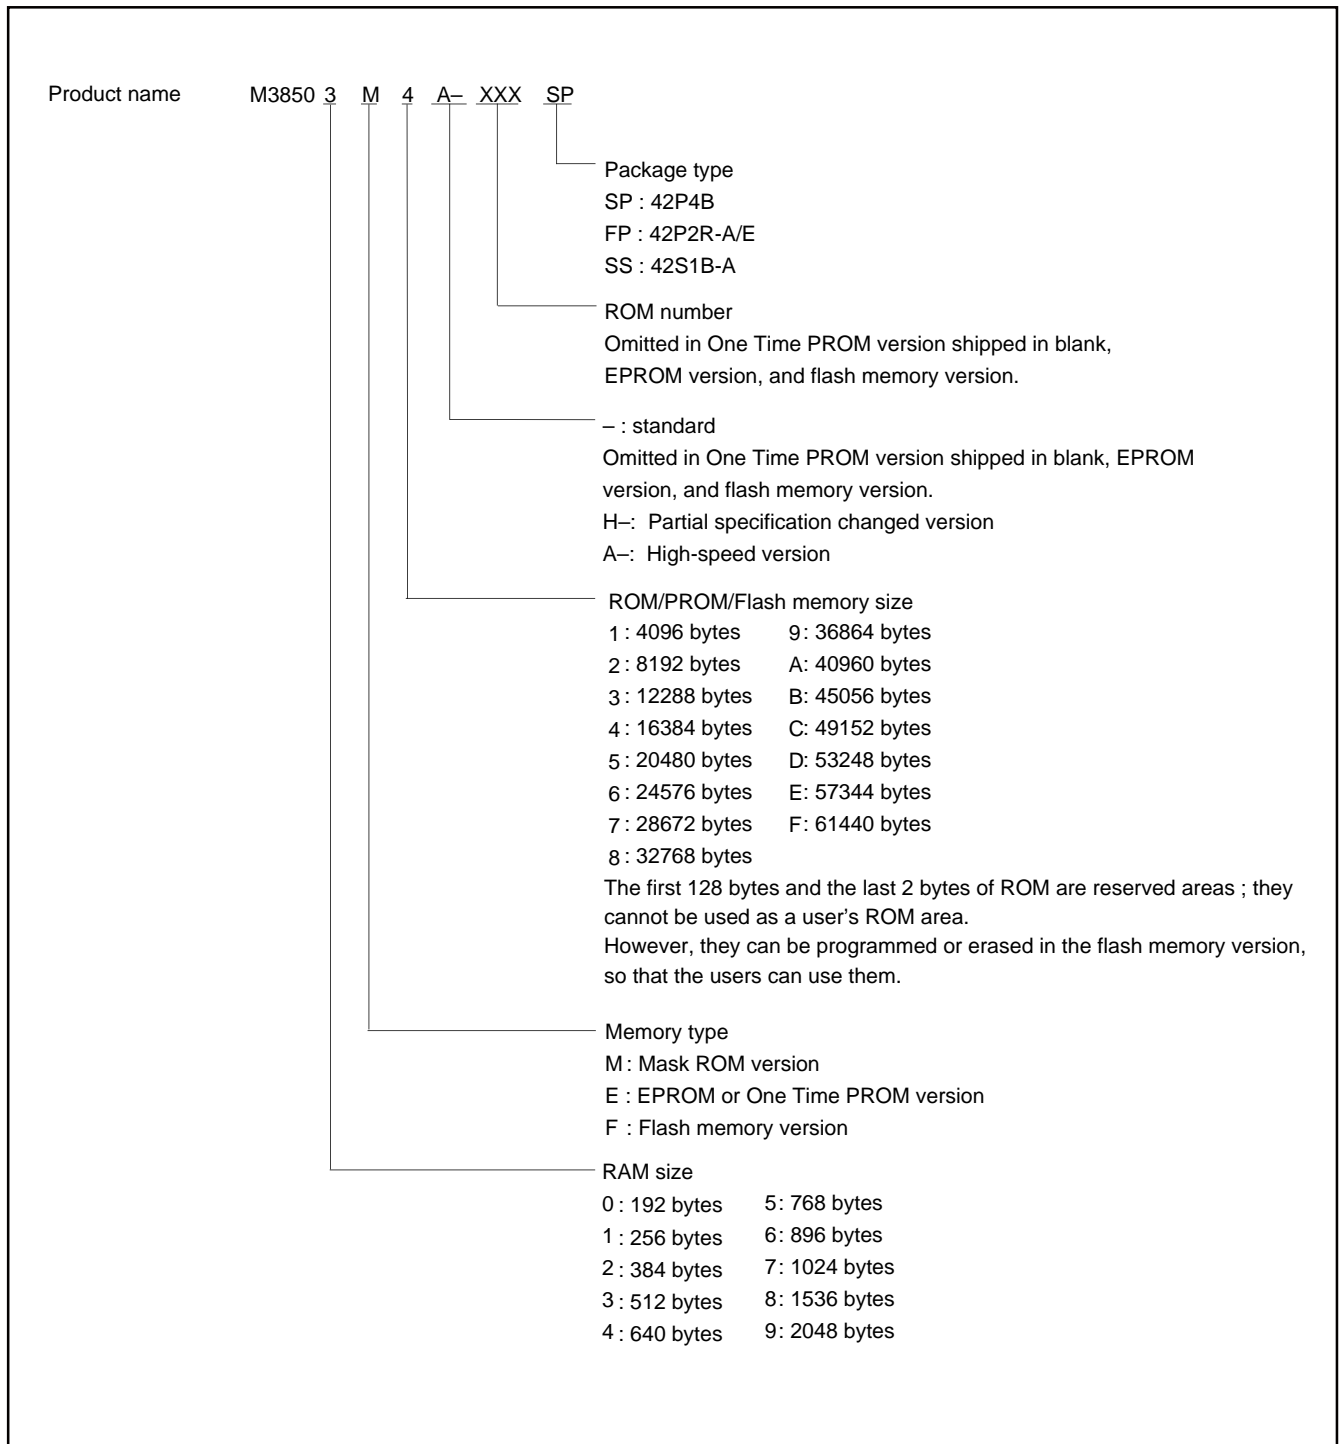 Product name M3850 3 M 4 A– XXX SP
Package type
SP : 42P4B
FP : 42P2R-A/E
SS : 42S1B-A
ROM number
Omitted in One Time PROM version shipped in blank,
EPROM version, and flash memory version.
– : standard
Omitted in One Time PROM version shipped in blank, EPROM
version, and flash memory version.
H–: Partial specification changed version
A–: High-speed version
ROM/PROM/Flash memory size
1 : 4096 bytes 9: 36864 bytes
2 : 8192 bytes A: 40960 bytes
3 : 12288 bytes B: 45056 bytes
4 : 16384 bytes C: 49152 bytes
5 : 20480 bytes D: 53248 bytes
6 : 24576 bytes E: 57344 bytes
7 : 28672 bytes F: 61440 bytes
8 : 32768 bytes
The first 128 bytes and the last 2 bytes of ROM are reserved areas ; they
cannot be used as a user’s ROM area.
However, they can be programmed or erased in the flash memory version,
so that the users can use them.
Memory type
M : Mask ROM version
E : EPROM or One Time PROM version
F : Flash memory version
RAM size
0 : 192 bytes 5: 768 bytes
1 : 256 bytes 6: 896 bytes
2 : 384 bytes 7: 1024 bytes
3 : 512 bytes 8: 1536 bytes
4 : 640 bytes 9: 2048 bytes